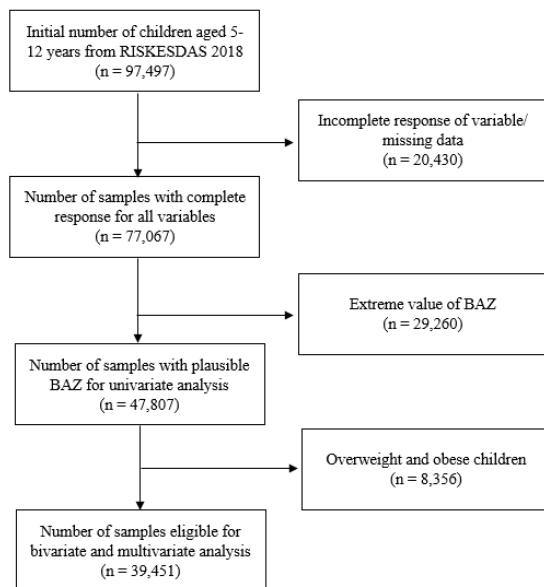 Initial number of children aged 5-
12 years from RISKESDAS 2018
(n = 97,497)
Incomplete response of variable/
missing data
(n = 20,430)
Number of samples with complete
response for all variables
(n = 77,067)
Extreme value of BAZ
(n = 29,260)
Number of samples with plausible
BAZ for univariate analysis
(n = 47,807)
Overweight and obese children
(n = 8,356)
Number of samples eligible for
bivariate and multivariate analysis
(n = 39,451)